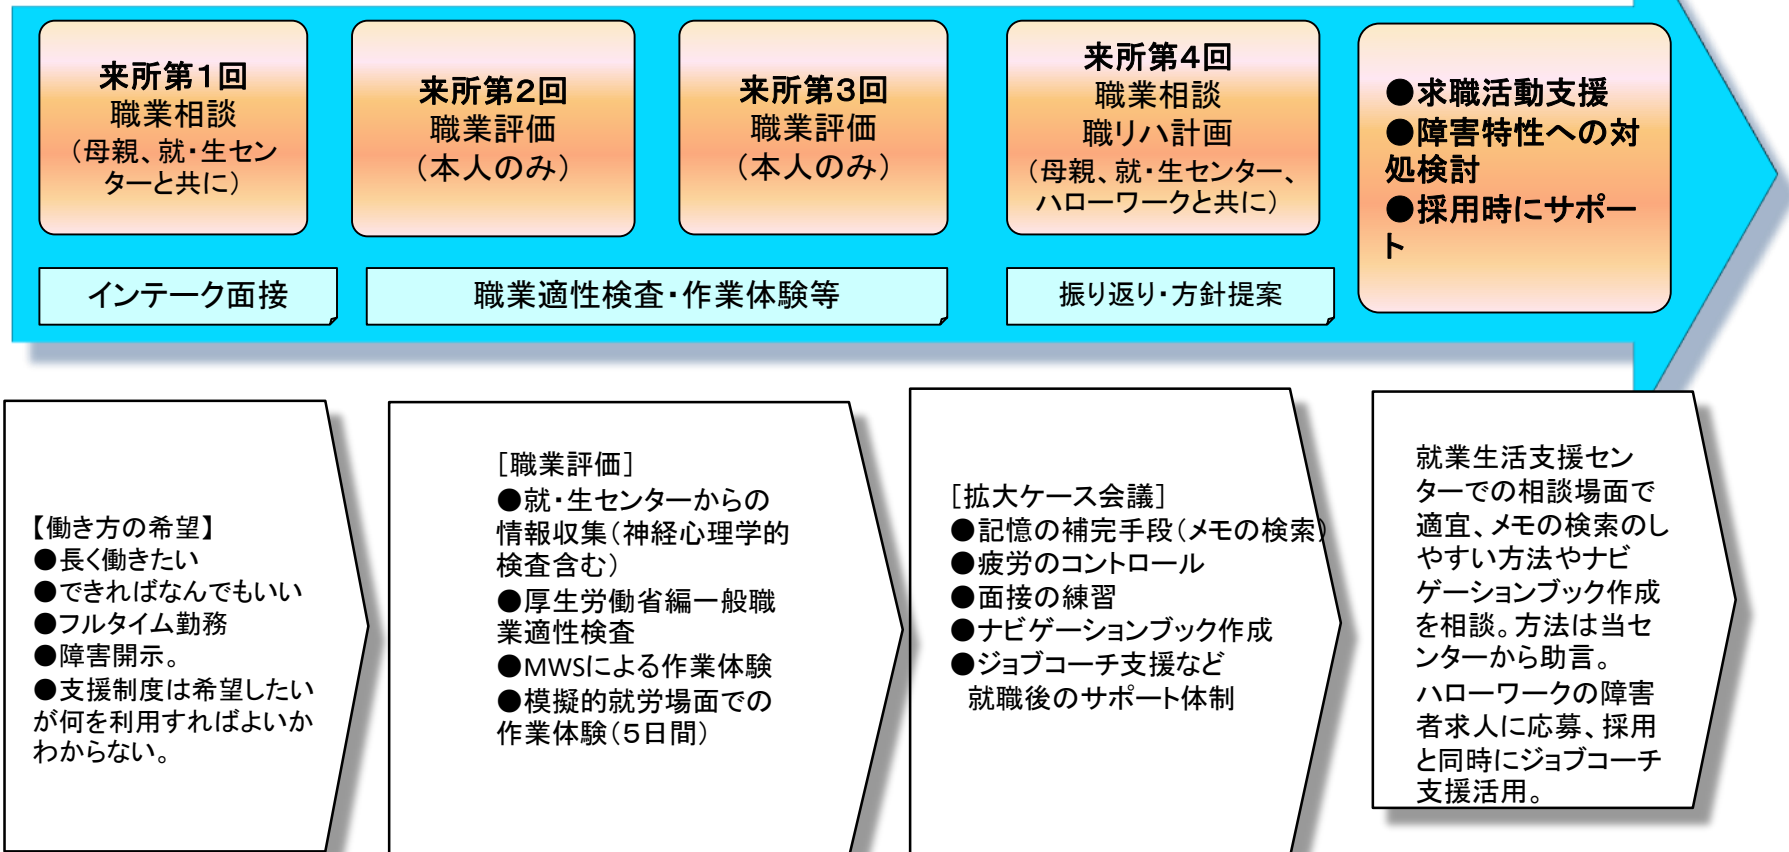 来所第1回
職業相談
(母親、就・生セン
ターと共に)
来所第2回
職業評価
(本人のみ)
来所第3回
職業評価
(本人のみ)
来所第4回
職業相談
職リハ計画
(母親、就・生センター、
ハローワークと共に)
●求職活動支援
●障害特性への対
処検討
●採用時にサポー
ト
インテーク面接
職業適性検査・作業体験等
振り返り・方針提案
【働き方の希望】
●長く働きたい
●できればなんでもいい
●フルタイム勤務
●障害開示。
●支援制度は希望したい
が何を利用すればよいか
わからない。
[職業評価]
●就・生センターからの
情報収集(神経心理学的
検査含む)
●厚生労働省編一般職
業適性検査
●MWSによる作業体験
●模擬的就労場面での
作業体験(5日間)
[拡大ケース会議]
●記憶の補完手段(メモの検索)
●疲労のコントロール
●面接の練習
●ナビゲーションブック作成
●ジョブコーチ支援など
就職後のサポート体制
就業生活支援セン
ターでの相談場面で
適宜、メモの検索のし
やすい方法やナビ
ゲーションブック作成
を相談。方法は当セ
ンターから助言。
ハローワークの障害
者求人に応募、採用
と同時にジョブコーチ
支援活用。